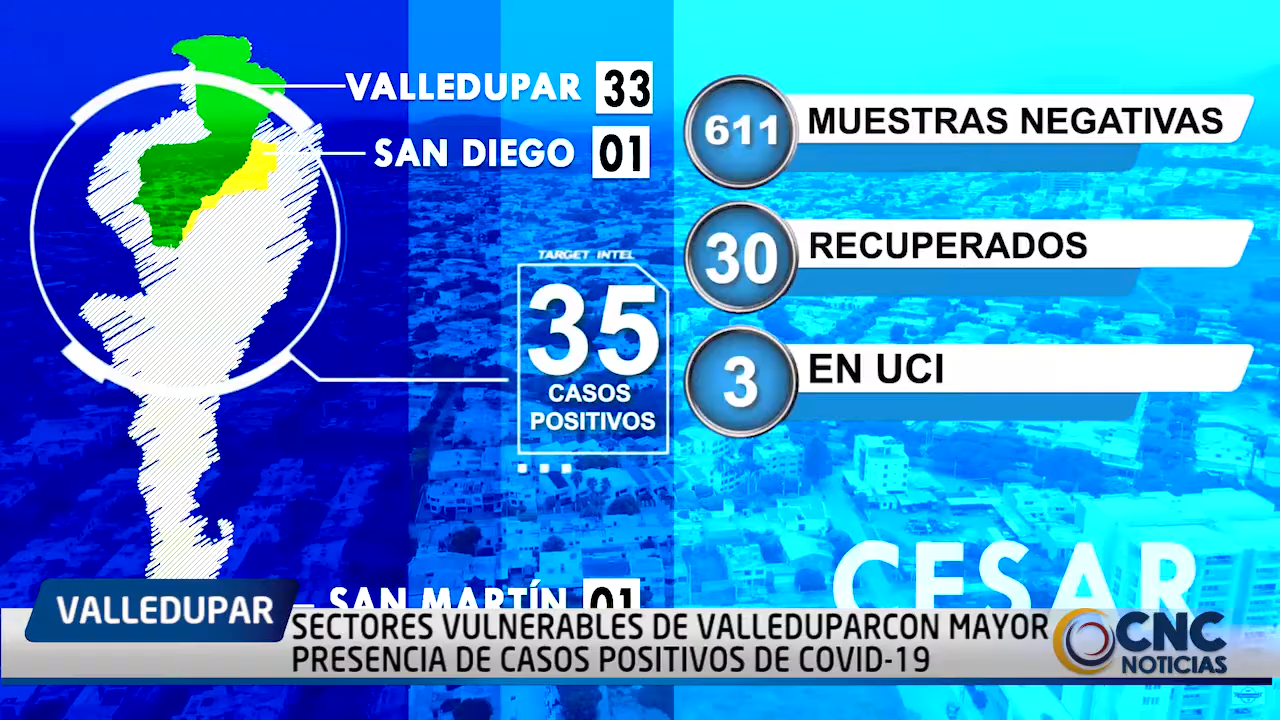 VALLEDUPAR 33
SAN DIEGO 01
TARGET INTEL
35
CASOS
POSITIVOS
611 MUESTRAS NEGATIVAS
30 RECUPERADOS
3 EN UCI
CESAR
SAN MARTÍN 01
VALLEDUPAR
SECTORES VULNERABLES DE VALLEDUPARCON MAYOR
PRESENCIA DE CASOS POSITIVOS DE COVID-19
CNC
NOTICIAS